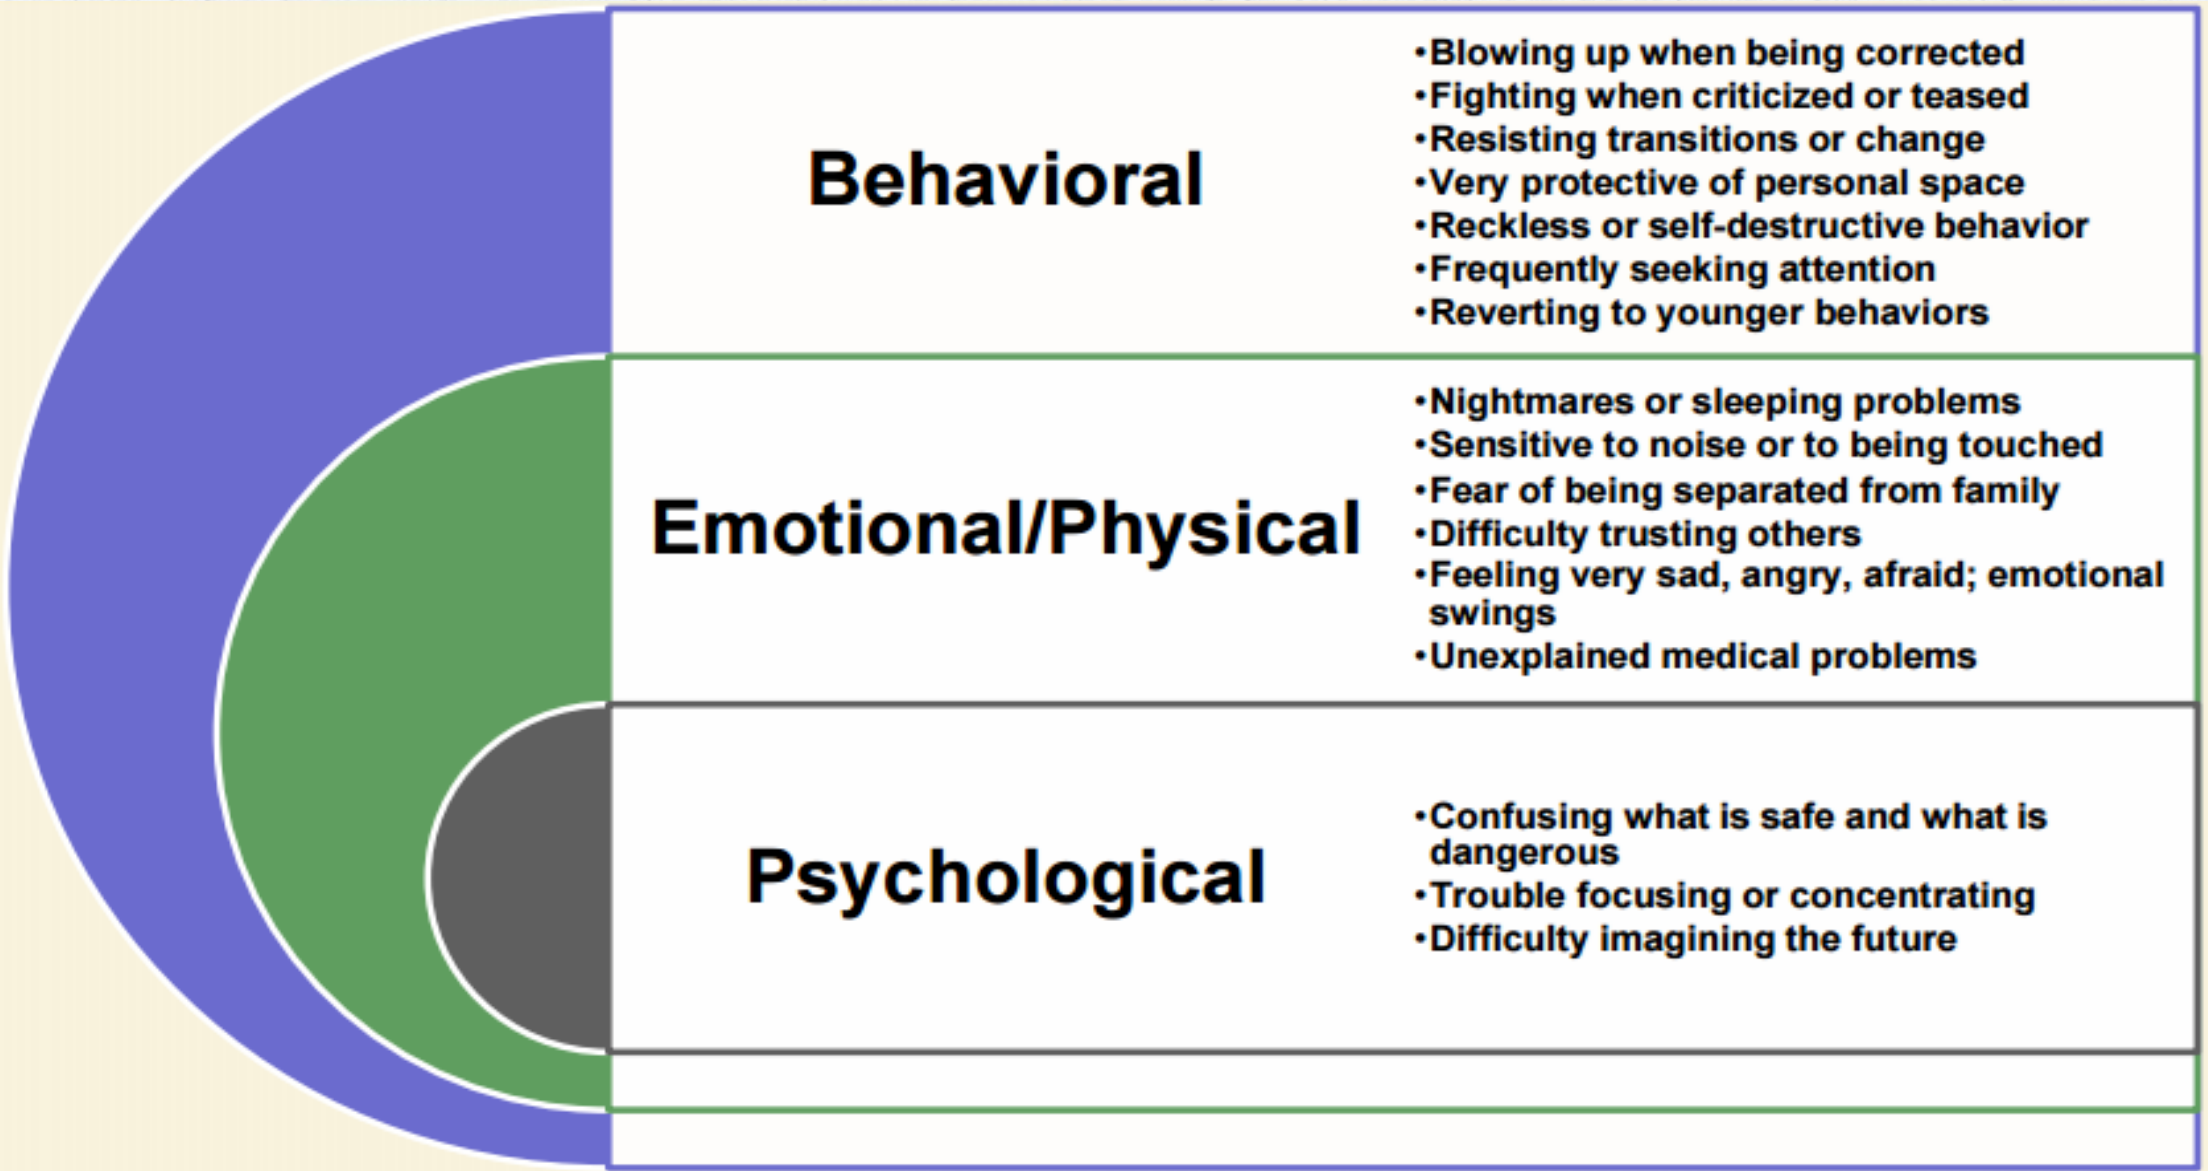 Behavioral
•Blowing up when being corrected
•Fighting when criticized or teased
•Resisting transitions or change
•Very protective of personal space
•Reckless or self-destructive behavior
•Frequently seeking attention
•Reverting to younger behaviors
Emotional/Physical
•Nightmares or sleeping problems
•Sensitive to noise or to being touched
•Fear of being separated from family
•Difficulty trusting others
•Feeling very sad, angry, afraid; emotional
swings
•Unexplained medical problems
Psychological
•Confusing what is safe and what is
dangerous
•Trouble focusing or concentrating
•Difficulty imagining the future